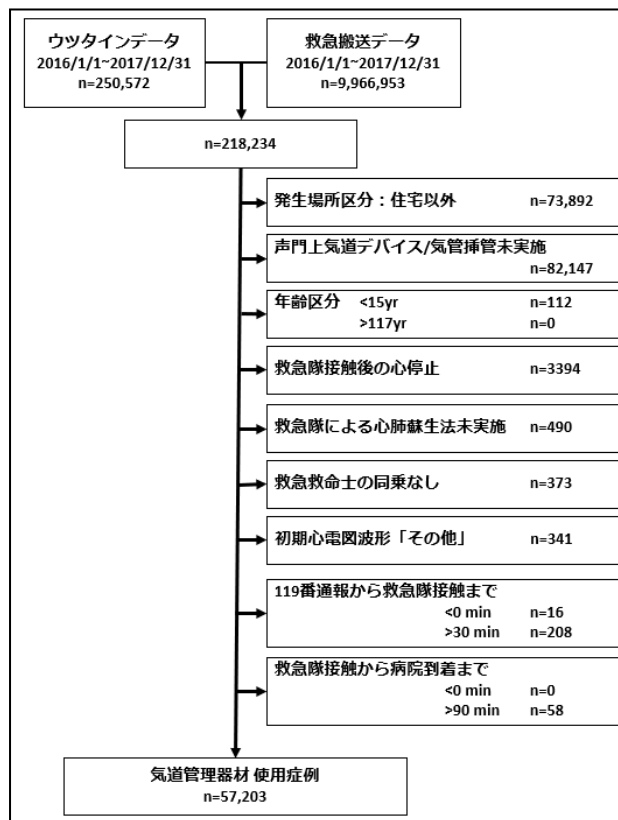 ウツタインデータ
2016/1/1~2017/12/31
n=250,572
救急搬送データ
2016/1/1~2017/12/31
n=9,966,953
n=218,234
発生場所区分：住宅以外 n=73,892
声門上気道デバイス/気管挿管未実施
n=82,147
年齢区分 <15yr n=112
>117yr n=0
救急隊接触後の心停止 n=3394
救急隊による心肺蘇生法未実施 n=490
救急救命士の同乗なし n=373
初期心電図波形「その他」 n=341
119番通報から救急隊接触まで
<0 min n=16
>30 min n=208
救急隊接触から病院到着まで
<0 min n=0
>90 min n=58
気道管理器材 使用症例
n=57,203